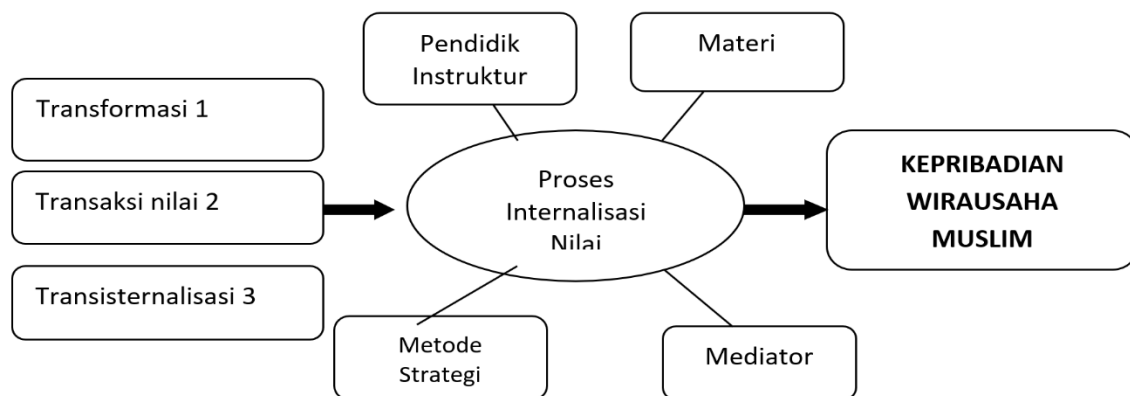 Transformasi 1
Transaksi nilai 2
Transisternalisasi 3
Pendidik
Instruktur
Materi
Proses
Internalisasi
Nilai
Metode
Strategi
Mediator
KEPRIBADIAN
WIRAUSAHA
MUSLIM